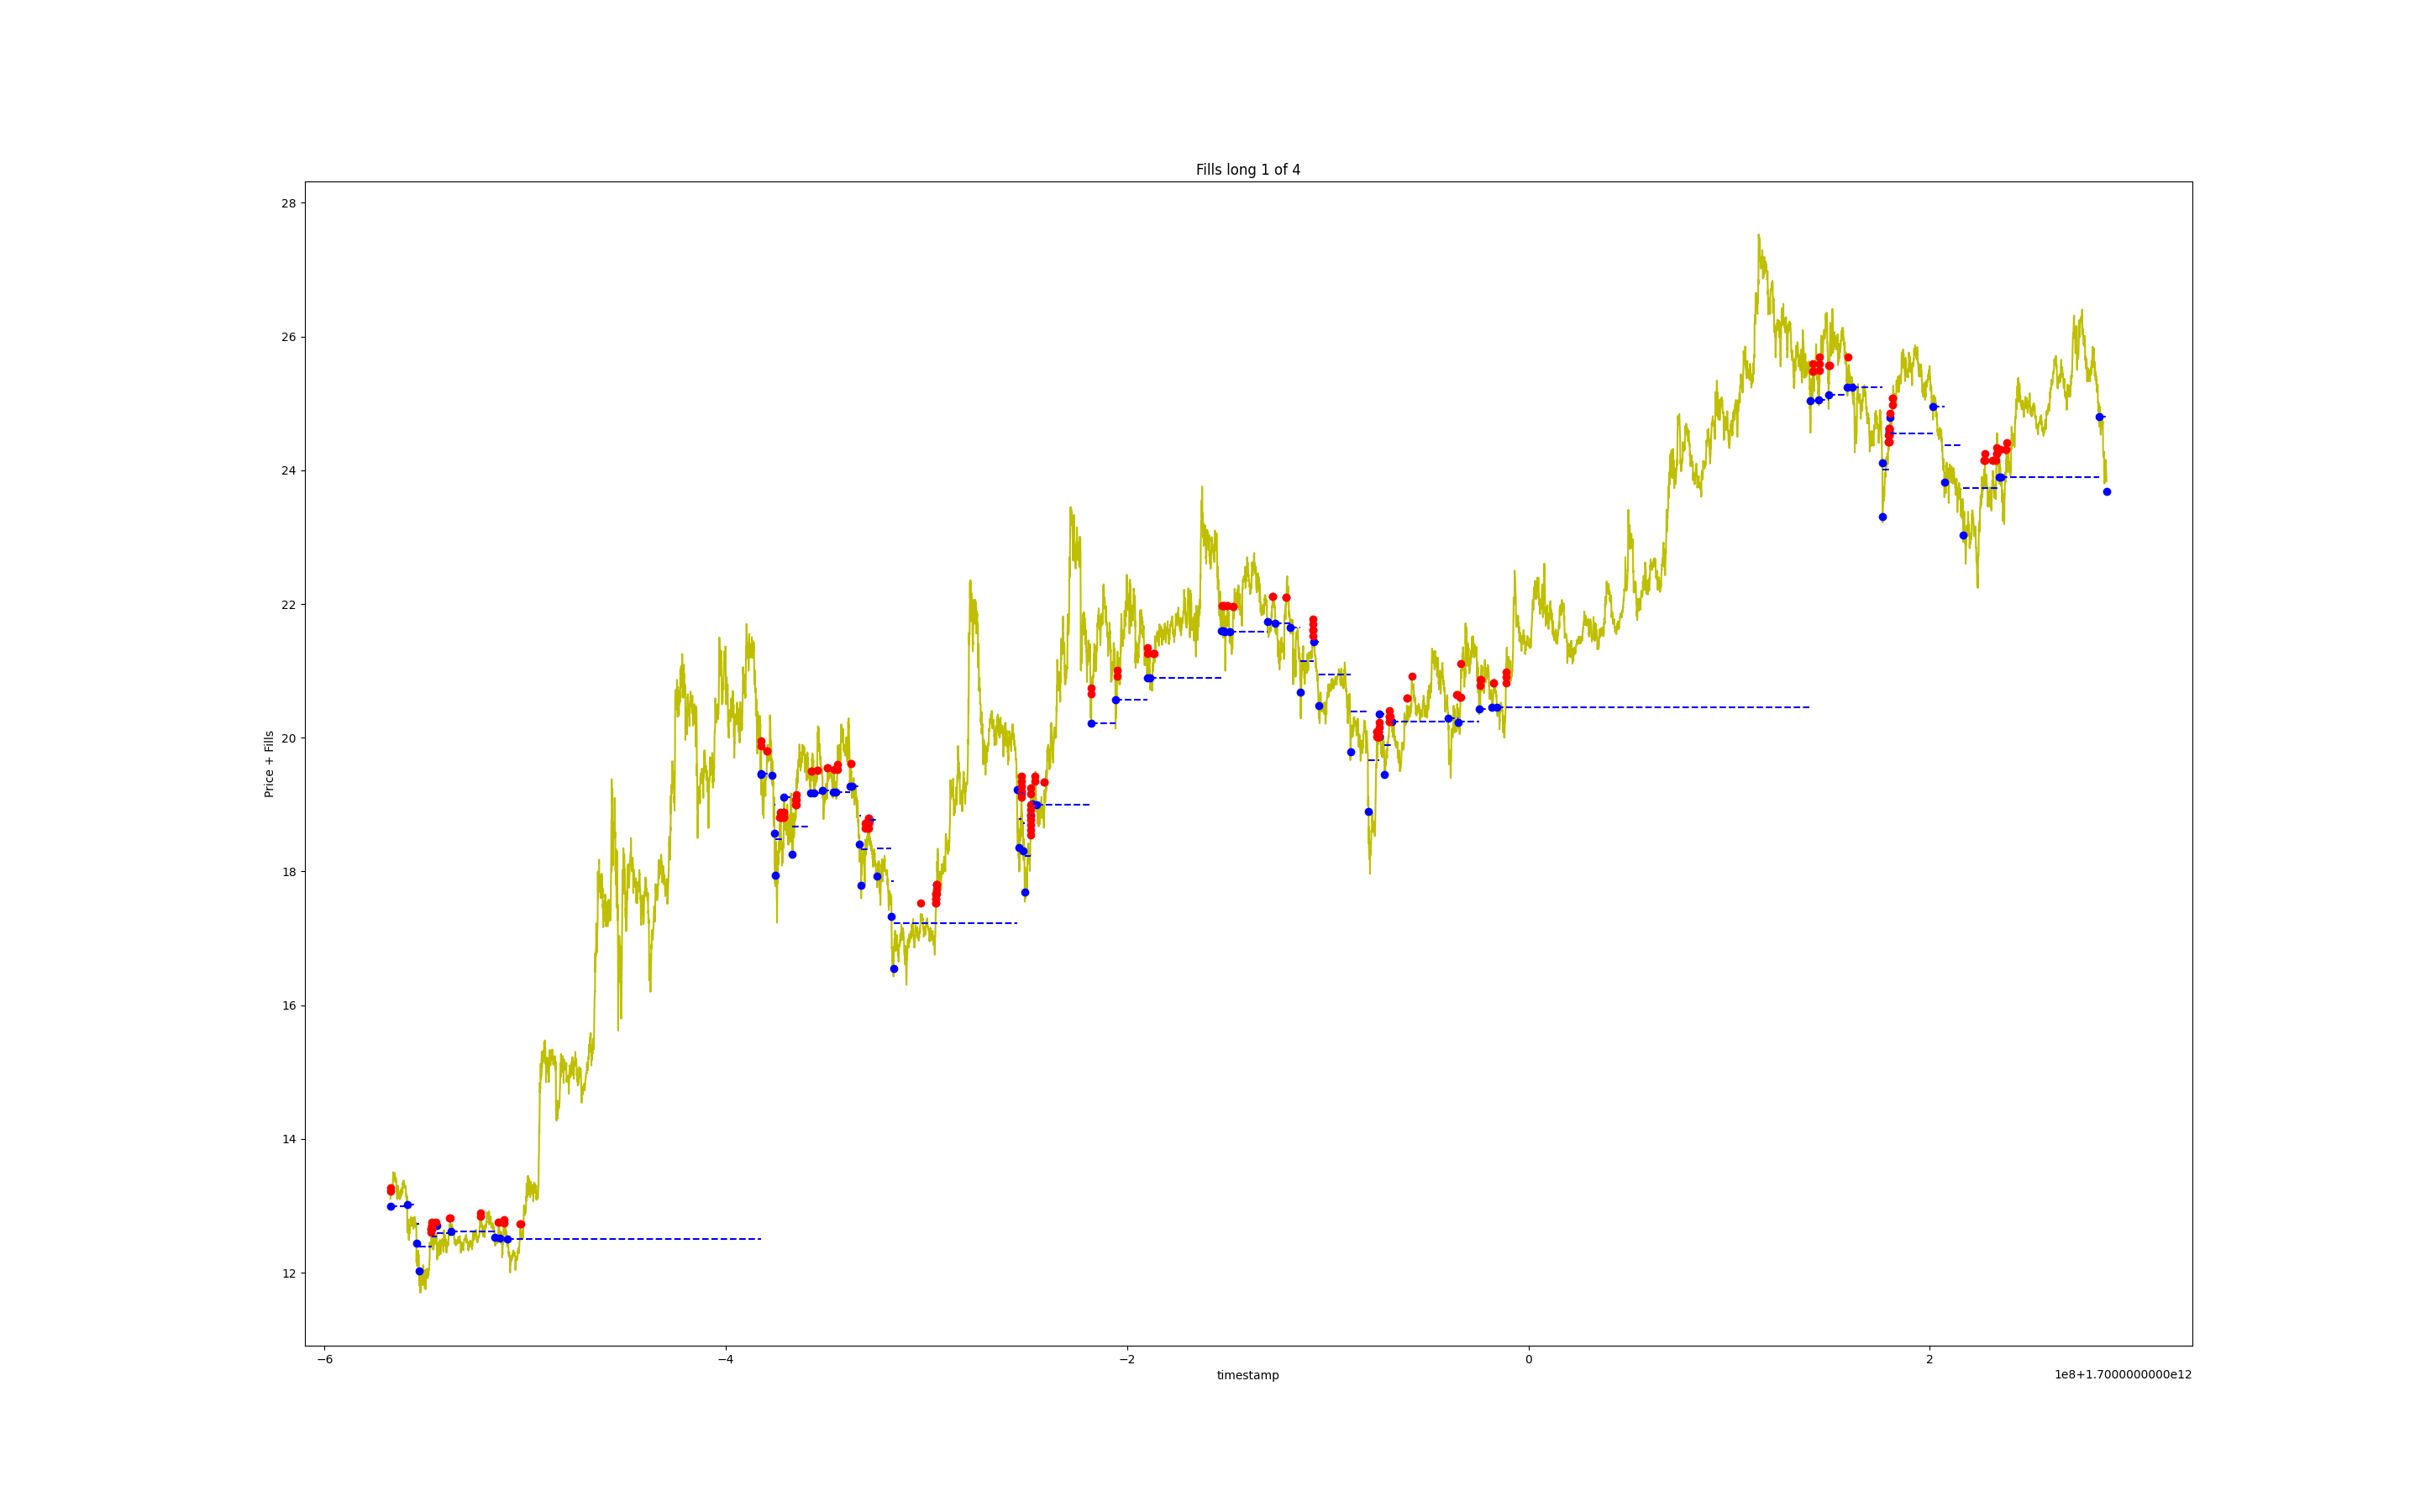 Fills long 1 of 4
28
26
24
22
20
18
16
14
12
Price + Fills
−6 −4 −2 0 2
timestamp
1e8+1.7000000000e12